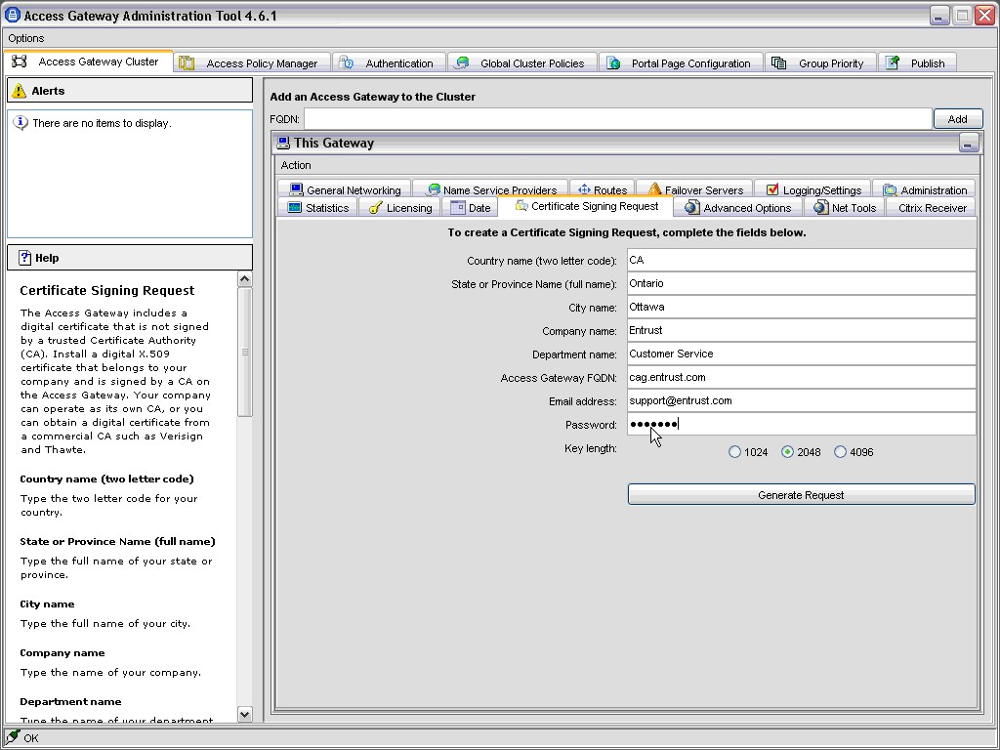 Access Gateway Administration Tool 4.6.1
Options
Access Gateway Cluster
Access Policy Manager
Authentication
Global Cluster Policies
Portal Page Configuration
Group Priority
Publish
Alerts
There are no items to display.
Help
Certificate Signing Request
The Access Gateway includes a
digital certificate that is not signed
by a trusted Certificate Authority
(CA). Install a digital X.509
certificate that belongs to your
company and is signed by a CA on
the Access Gateway. Your company
can operate as its own CA, or you
can obtain a digital certificate from
a commercial CA such as Verisign
and Thawte.
Country name (two letter code)
Type the two letter code for your
country.
State or Province Name (full name)
Type the full name of your state or
province.
City name
Type the full name of your city.
Company name
Type the name of your company.
Department name
Type the name of your department
Add an Access Gateway to the Cluster
FQDN:
Add
This Gateway
Action
General Networking
Name Service Providers
Routes
Failover Servers
Logging/Settings
Administration
Statistics
Licensing
Date
Certificate Signing Request
Advanced Options
Net Tools
Citrix Receiver
To create a Certificate Signing Request, complete the fields below.
Country name (two letter code): CA
State or Province Name (full name): Ontario
City name: Ottawa
Company name: Entrust
Department name: Customer Service
Access Gateway FQDN: cag.entrust.com
Email address: support@entrust.com
Password: ●●●●●●●
Key length: 1024 2048 4096
Generate Request
OK